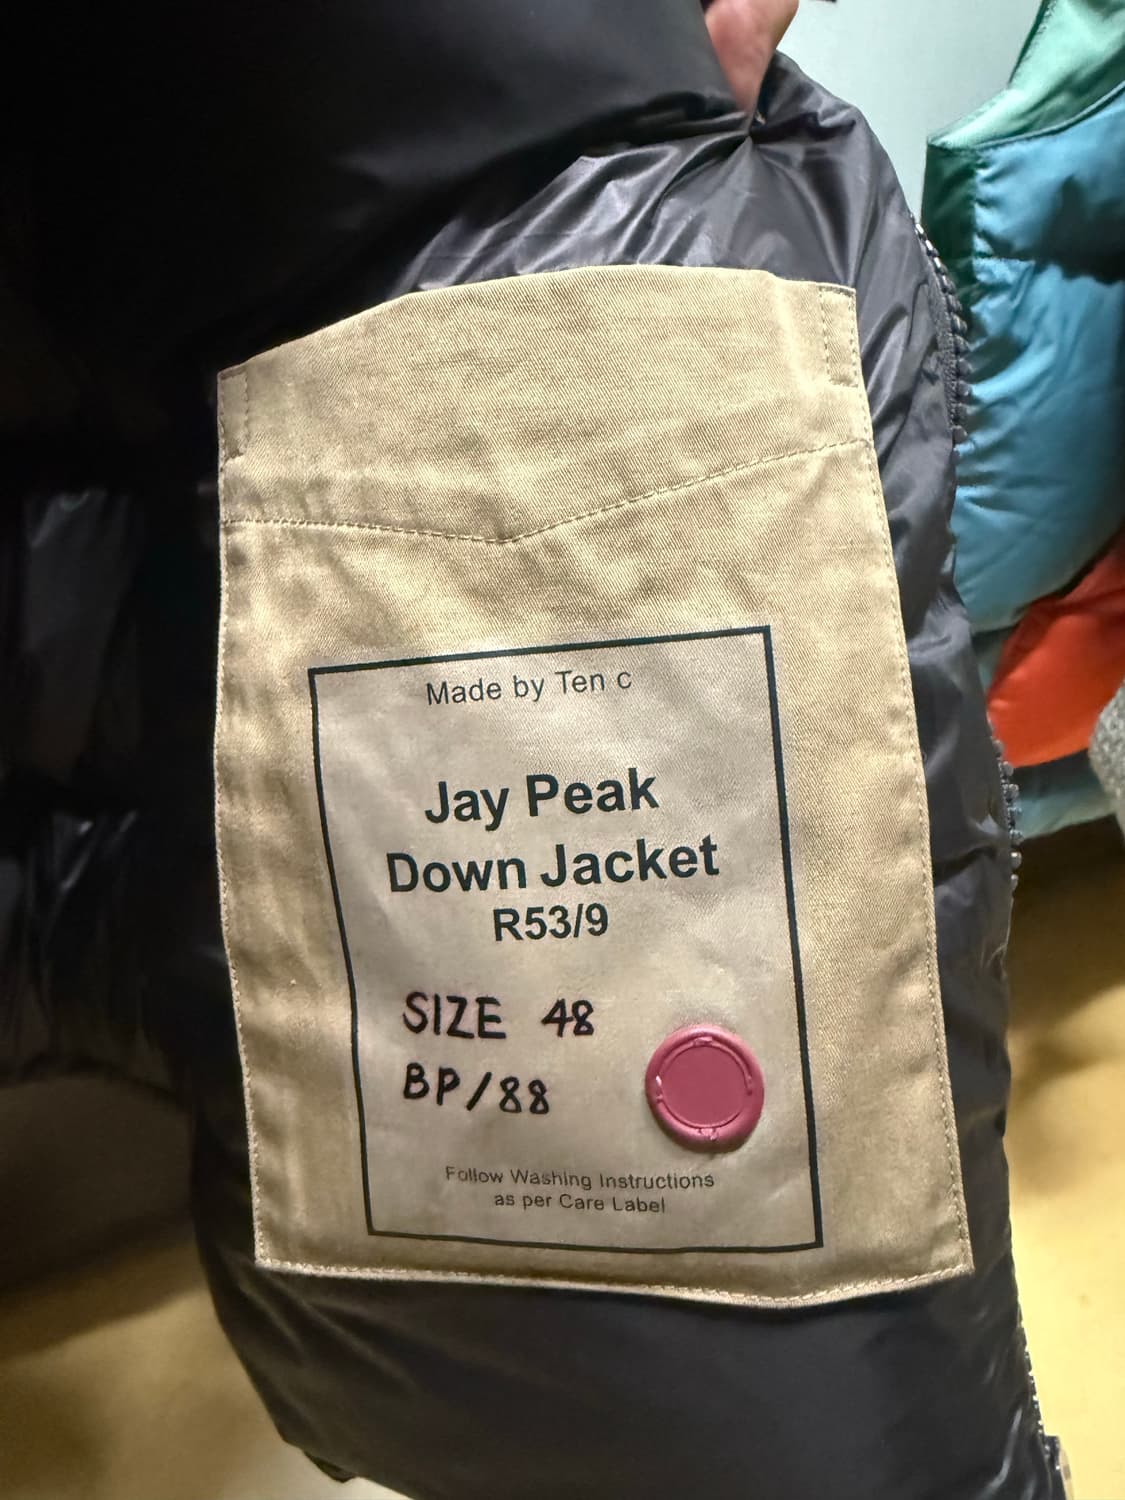 Made by Ten c
Jay Peak
Down Jacket
R53/9
SIZE 48
BP/88
Follow Washing Instructions
as per Care Label